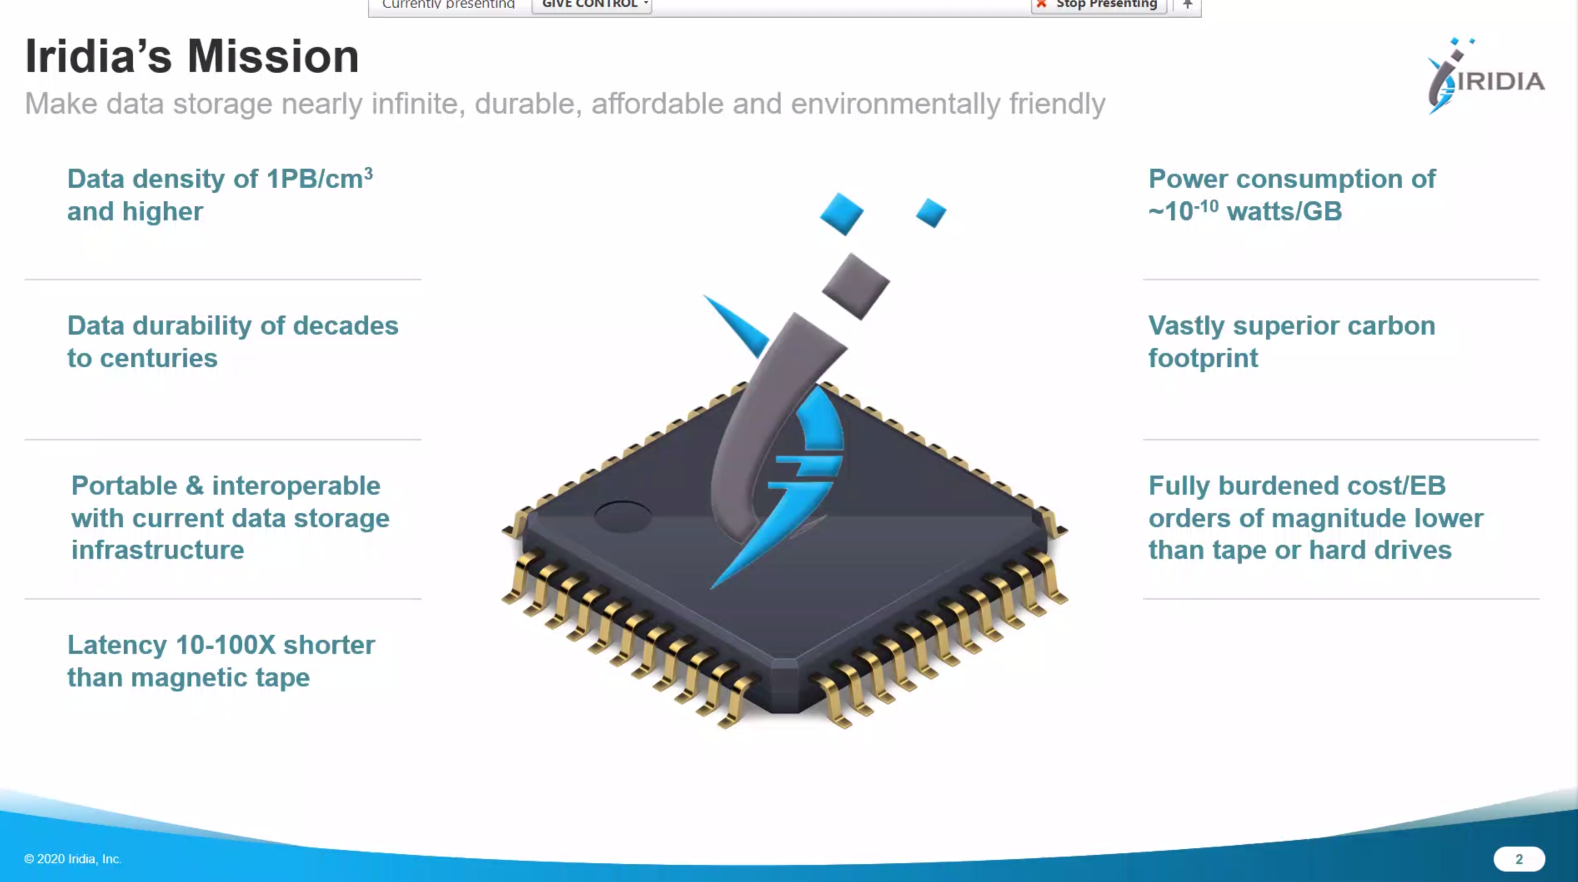 Currently presenting GIVE CONTROL Stop Presenting
Iridia's Mission
Make data storage nearly infinite, durable, affordable and environmentally friendly
IRIDIA
Data density of 1PB/cm³
and higher
Data durability of decades
to centuries
Portable & interoperable
with current data storage
infrastructure
Latency 10-100X shorter
than magnetic tape
Power consumption of
~10⁻¹⁰ watts/GB
Vastly superior carbon
footprint
Fully burdened cost/EB
orders of magnitude lower
than tape or hard drives
© 2020 Iridia, Inc.
2